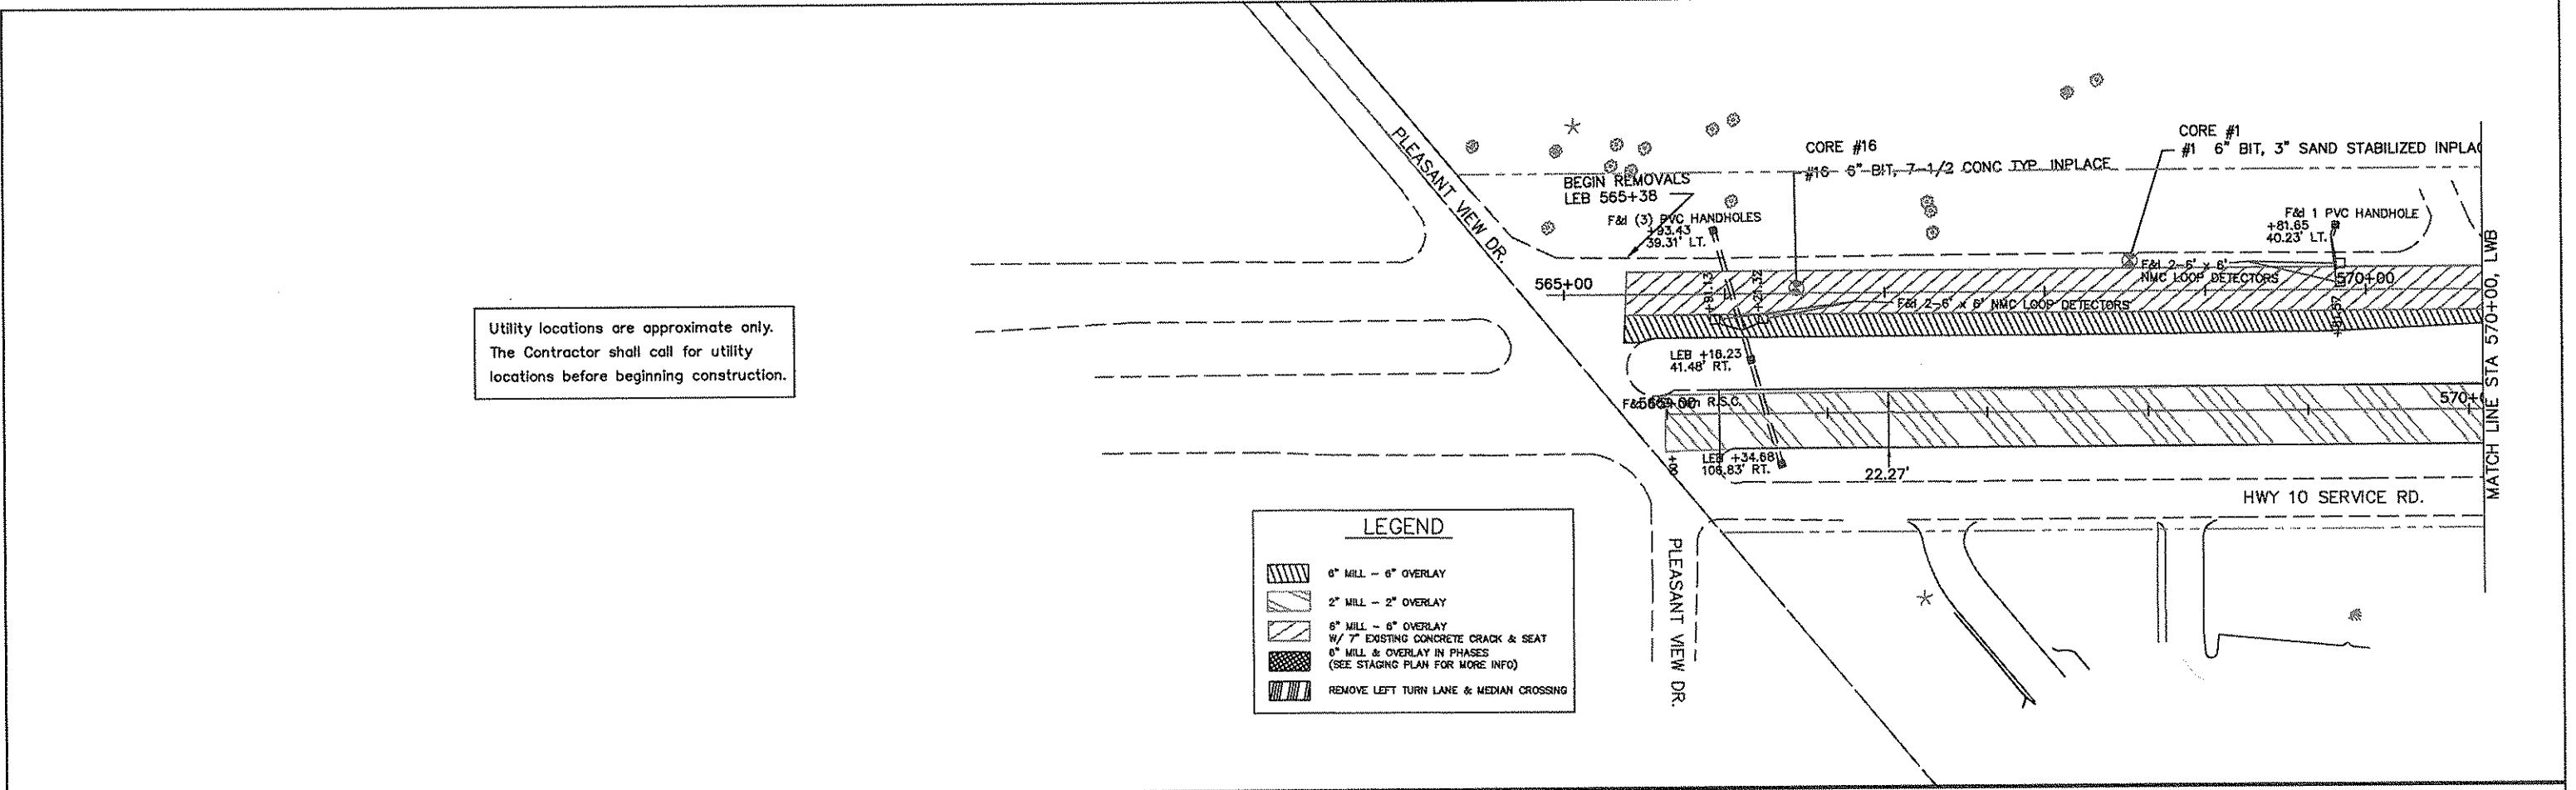 PLEASANT VIEW DR.
CORE #1
#1 6" BIT, 3" SAND STABILIZED INPLA
CORE #16
#16 6" BIT, 7-1/2 CONC TYP. INPLACE
BEGIN REMOVALS
LEB 565+38
F&I (3) PVC HANDHOLES
+93.43
39.31' LT.
F&I 1 PVC HANDHOLE
+81.65
40.23' LT.
565+00
+21.32
F&I 2-6' x 6'
NMC LOOP DETECTORS
570+00
F&I 2-6' x 6' NMC LOOP DETECTORS
MATCH LINE STA 570+00, LWB
Utility locations are approximate only.
The Contractor shall call for utility
locations before beginning construction.
LEB +16.23
41.48' RT.
R.S.C.
570+
LEB +34.68
106.83' RT.
22.27'
HWY 10 SERVICE RD.
PLEASANT VIEW DR.
LEGEND
6" MILL - 6" OVERLAY
2" MILL - 2" OVERLAY
6" MILL - 6" OVERLAY
W/ 7" EXISTING CONCRETE CRACK & SEAT
6" MILL & OVERLAY IN PHASES
(SEE STAGING PLAN FOR MORE INFO)
REMOVE LEFT TURN LANE & MEDIAN CROSSING